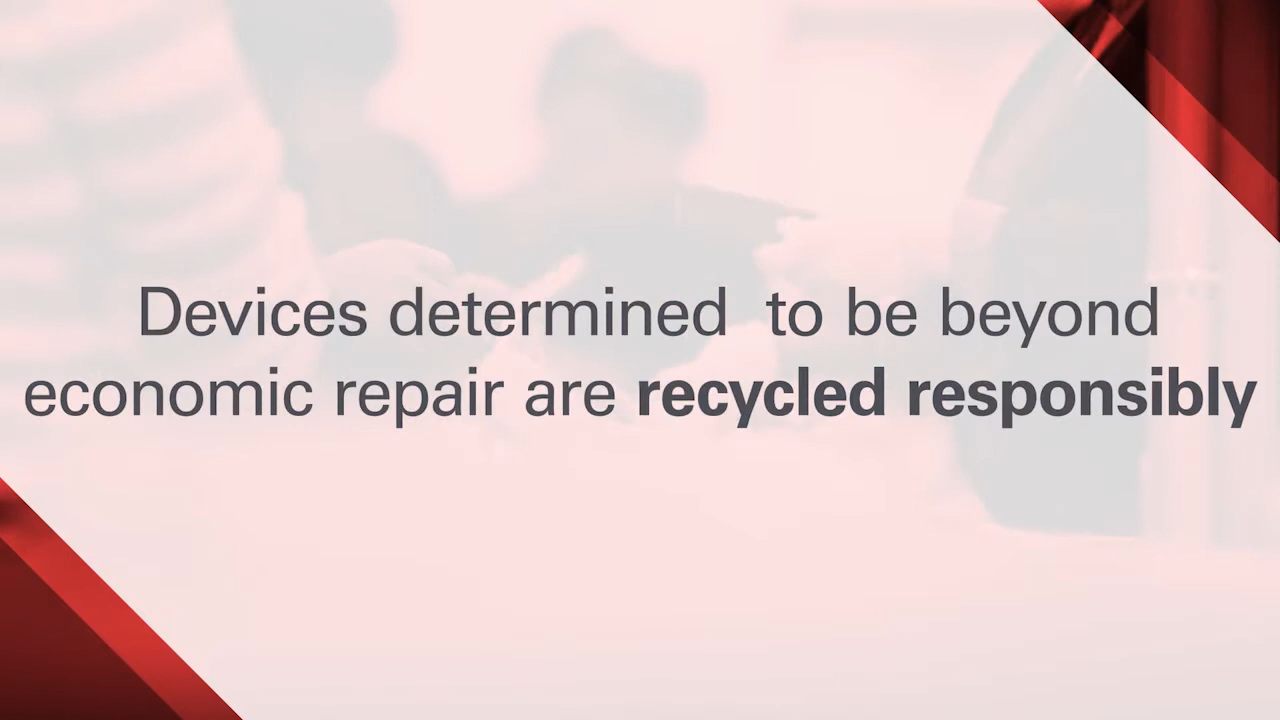 Devices determined  to be beyond
economic repair are recycled responsibly